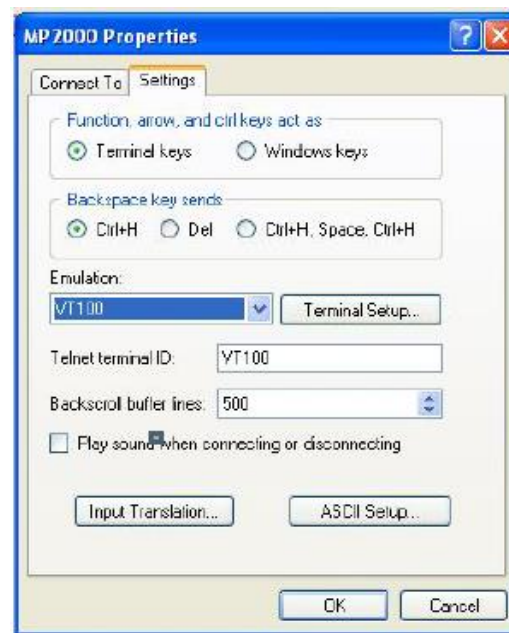 MP2000 Properties
Connect To Settings
Function, arrow, and ctrl keys act as
Terminal keys Windows keys
Backspace key sends
Ctrl+H Del Ctrl+H, Space, Ctrl+H
Emulation:
VT100 Terminal Setup...
Telnet terminal ID: VT100
Backscroll buffer lines: 500
Play sound when connecting or disconnecting
Input Translation... ASCII Setup...
OK Cancel